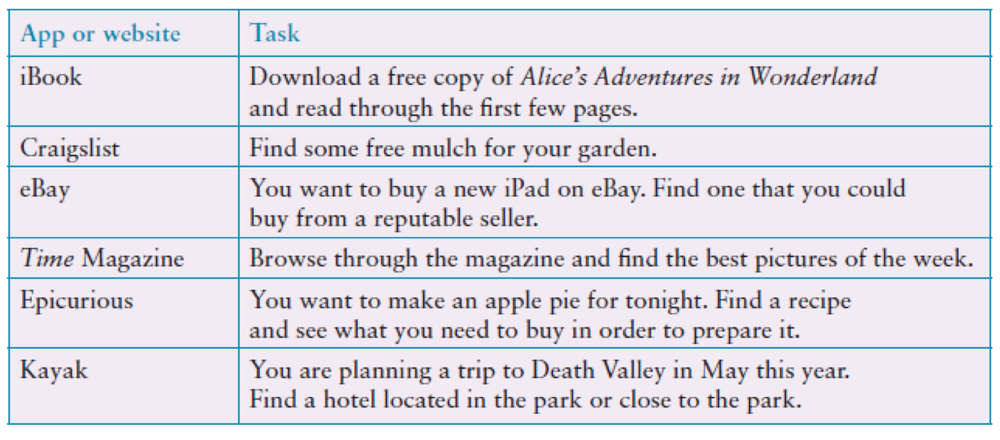 App or website Task
iBook Download a free copy of Alice's Adventures in Wonderland
and read through the first few pages.
Craigslist Find some free mulch for your garden.
eBay You want to buy a new iPad on eBay. Find one that you could
buy from a reputable seller.
Time Magazine Browse through the magazine and find the best pictures of the week.
Epicurious You want to make an apple pie for tonight. Find a recipe
and see what you need to buy in order to prepare it.
Kayak You are planning a trip to Death Valley in May this year.
Find a hotel located in the park or close to the park.